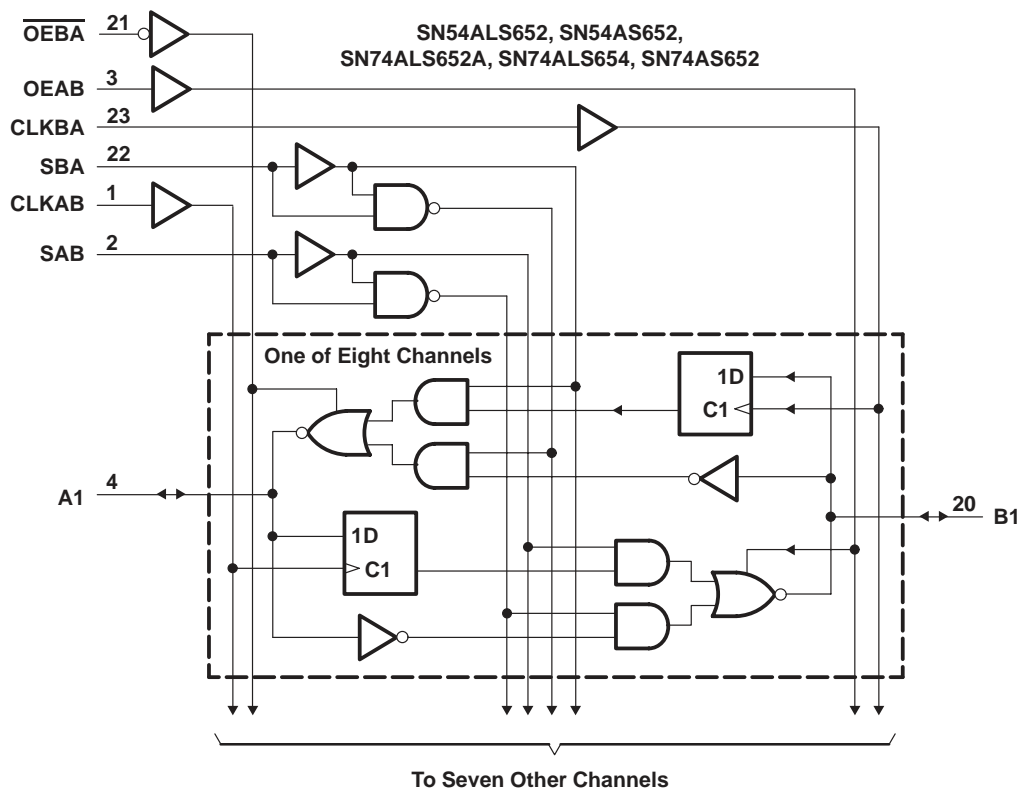 OEBA 21
SN54ALS652, SN54AS652,
SN74ALS652A, SN74ALS654, SN74AS652
OEAB 3
CLKBA 23
SBA 22
CLKAB 1
SAB 2
One of Eight Channels
1D
C1
A1 4
20 B1
1D
C1
To Seven Other Channels